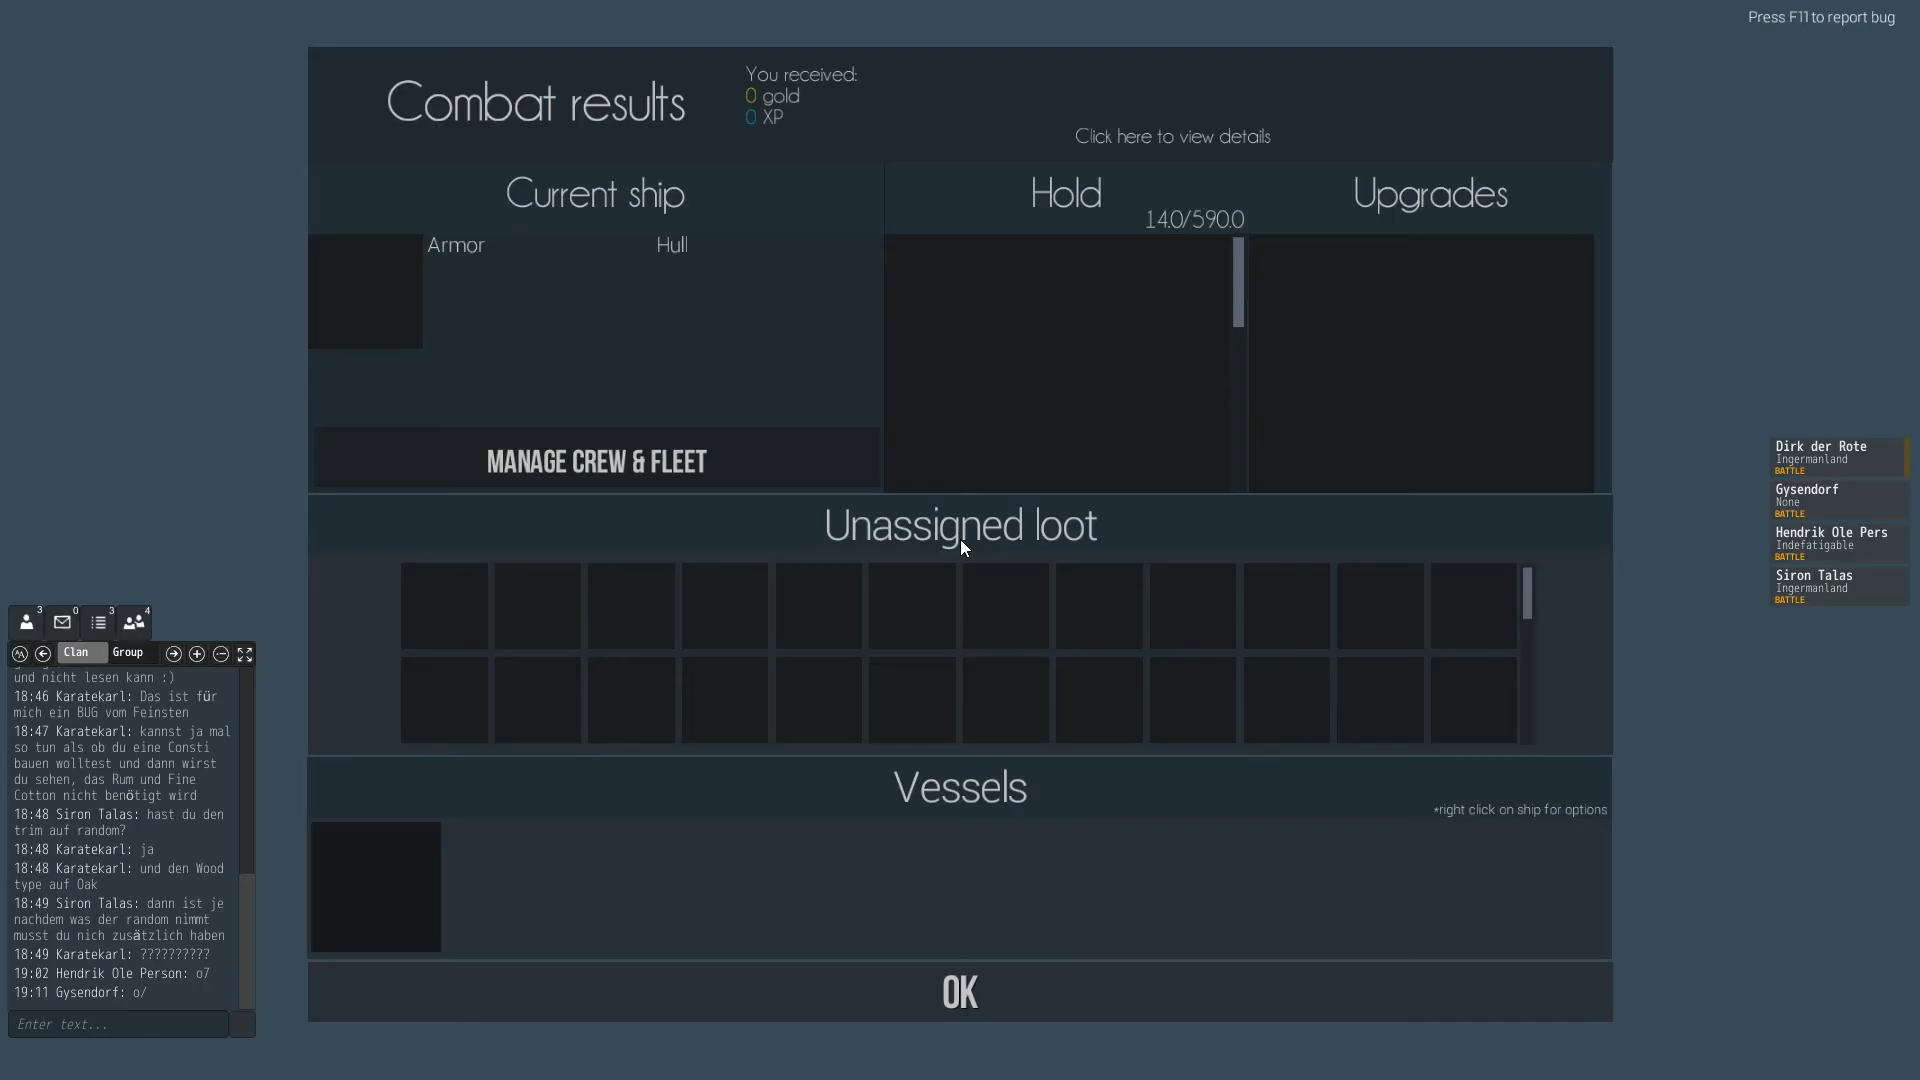 Press F11 to report bug
Combat results
You received:
0 gold
0 XP
Click here to view details
Current ship
Hold
14.0/590.0
Upgrades
Armor
Hull
MANAGE CREW & FLEET
Unassigned loot
Vessels
*right click on ship for options
OK
Dirk der Rote
Ingermanland
BATTLE
Gysendorf
None
BATTLE
Hendrik Ole Pers
Indefatigable
BATTLE
Siron Talas
Ingermanland
BATTLE
3
0
3
4
Clan
Group
und nicht lesen kann :)
18:46 Karatekarl: Das ist für
mich ein BUG vom Feinsten
18:47 Karatekarl: kannst ja mal
so tun als ob du eine Consti
bauen wolltest und dann wirst
du sehen, das Rum und Fine
Cotton nicht benötigt wird
18:48 Siron Talas: hast du den
trim auf random?
18:48 Karatekarl: ja
18:48 Karatekarl: und den Wood
type auf Oak
18:49 Siron Talas: dann ist je
nachdem was der random nimmt
musst du nich zusätzlich haben
18:49 Karatekarl: ??????????
19:02 Hendrik Ole Person: o7
19:11 Gysendorf: o/
Enter text...